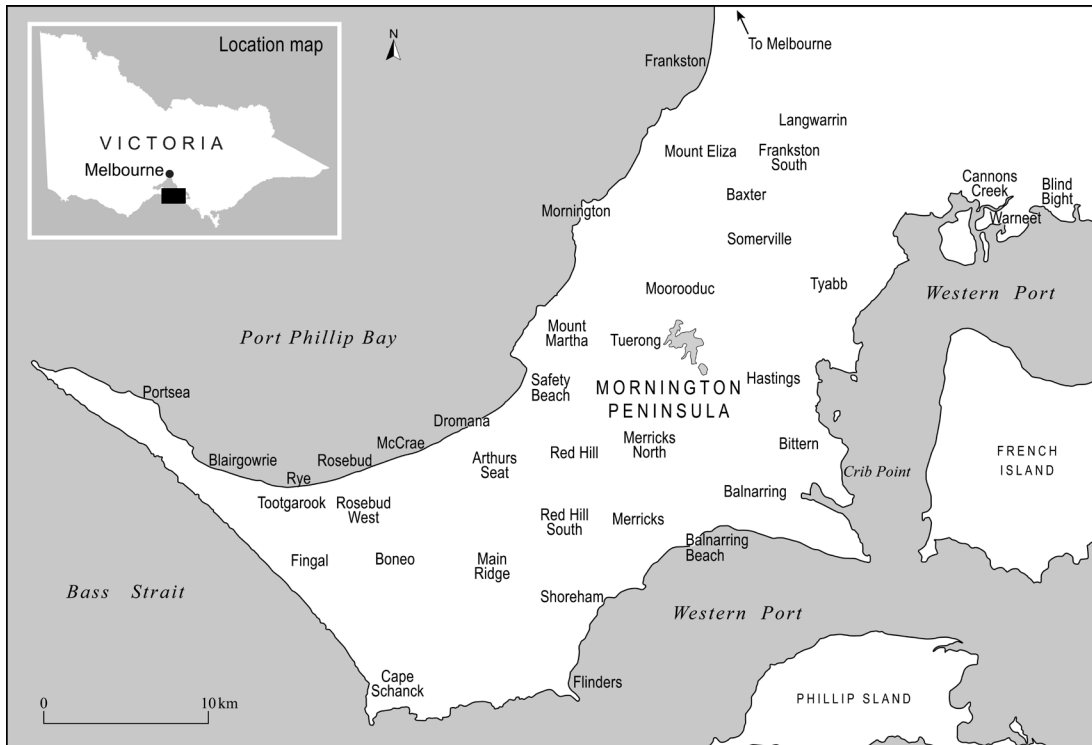 Location map
VICTORIA
Melbourne
N
To Melbourne
Frankston
Langwarrin
Mount Eliza
Frankston
South
Baxter
Cannons
Creek
Blind
Bight
Warneet
Mornington
Somerville
Moorooduc
Tyabb
Western Port
Port Phillip Bay
Mount
Martha
Tuerong
Safety
Beach
MORNINGTON
PENINSULA
Hastings
Portsea
Dromana
McCrae
Rosebud
Blairgowrie
Rye
Arthurs
Seat
Red Hill
Merricks
North
Bittern
Crib Point
FRENCH
ISLAND
Tootgarook
Rosebud
West
Balnarring
Red Hill
South
Merricks
Balnarring
Beach
Fingal
Boneo
Main
Ridge
Bass Strait
Shoreham
Western Port
Cape
Schanck
Flinders
PHILLIP SLAND
0
10 km